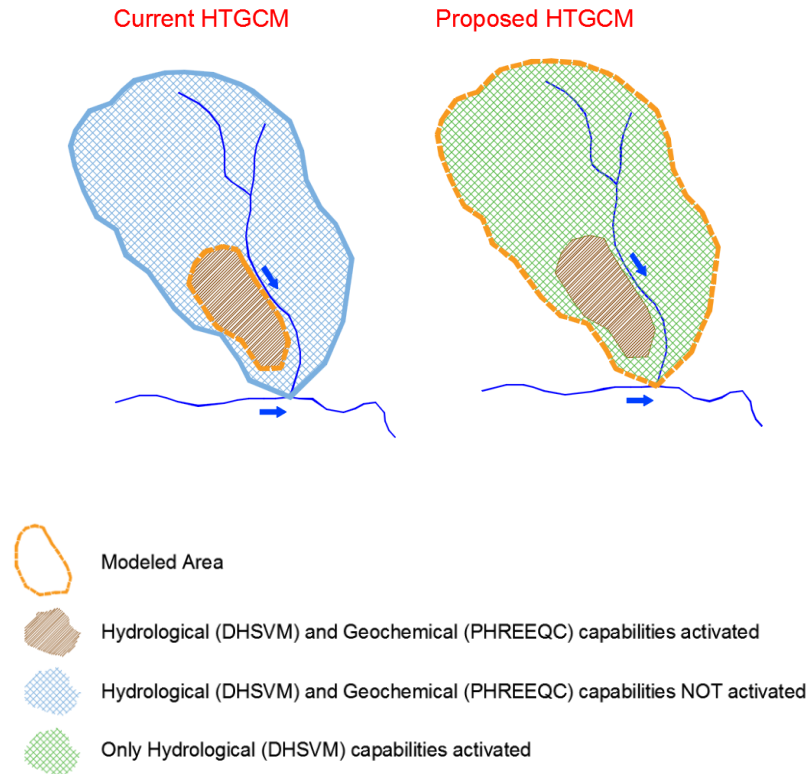 Current HTGCM
Proposed HTGCM
Modeled Area
Hydrological (DHSVM) and Geochemical (PHREEQC) capabilities activated
Hydrological (DHSVM) and Geochemical (PHREEQC) capabilities NOT activated
Only Hydrological (DHSVM) capabilities activated